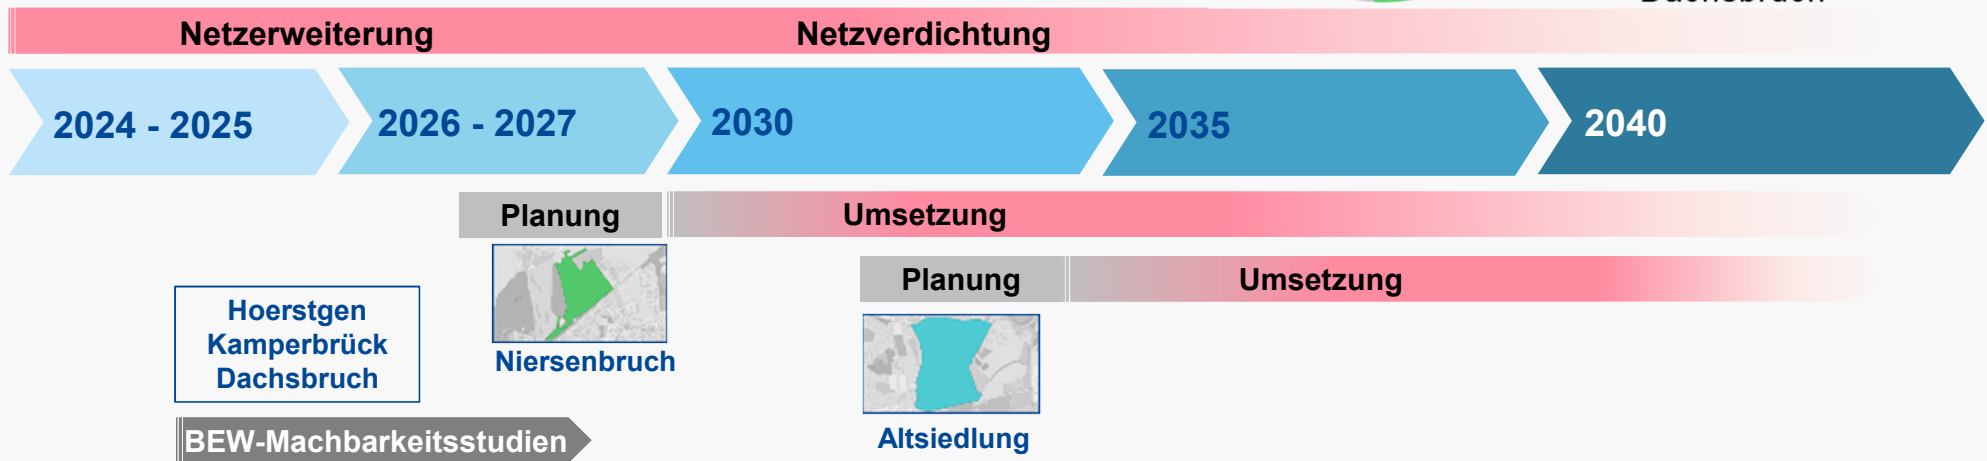 Netzerweiterung Netzverdichtung
2024 - 2025 2026 - 2027 2030 2035 2040
Planung Umsetzung
Planung Umsetzung
Hoerstgen
Kamperbrück
Dachsbruch
Niersenbruch
Altsiedlung
BEW-Machbarkeitsstudien